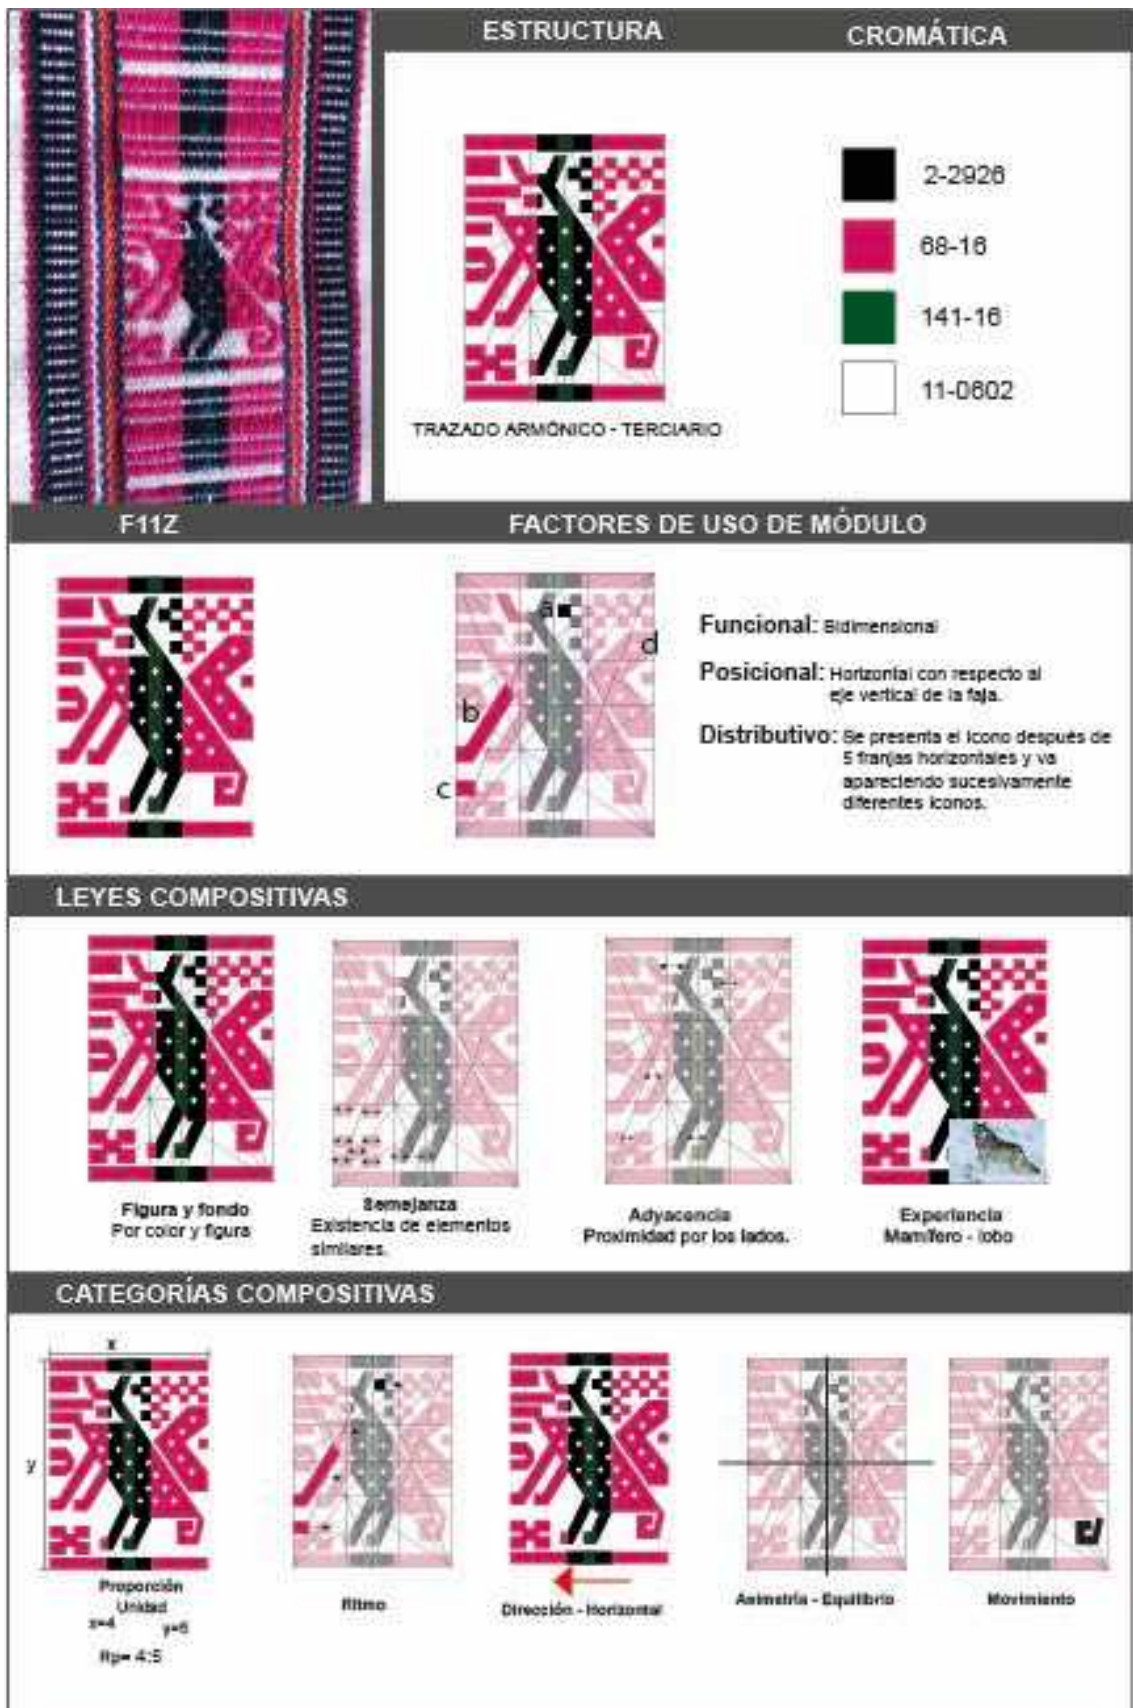 ESTRUCTURA
CROMÁTICA
2-2926
68-16
141-16
11-0602
TRAZADO ARMÓNICO - TERCIARIO
F11Z
FACTORES DE USO DE MÓDULO
a
b
c
d
Funcional: Bidimensional
Posicional: Horizontal con respecto al
eje vertical de la faja.
Distributivo: Se presenta el icono después de
5 franjas horizontales y va
apareciendo sucesivamente
diferentes iconos.
LEYES COMPOSITIVAS
Figura y fondo
Por color y figura
Semejanza
Existencia de elementos
similares.
Adyacencia
Proximidad por los lados.
Experiencia
Mamífero - lobo
CATEGORÍAS COMPOSITIVAS
x
y
Proporción
Unidad
x=4
Rp= 4:5
Ritmo
Dirección - Horizontal
Asimetría - Equilibrio
Movimiento